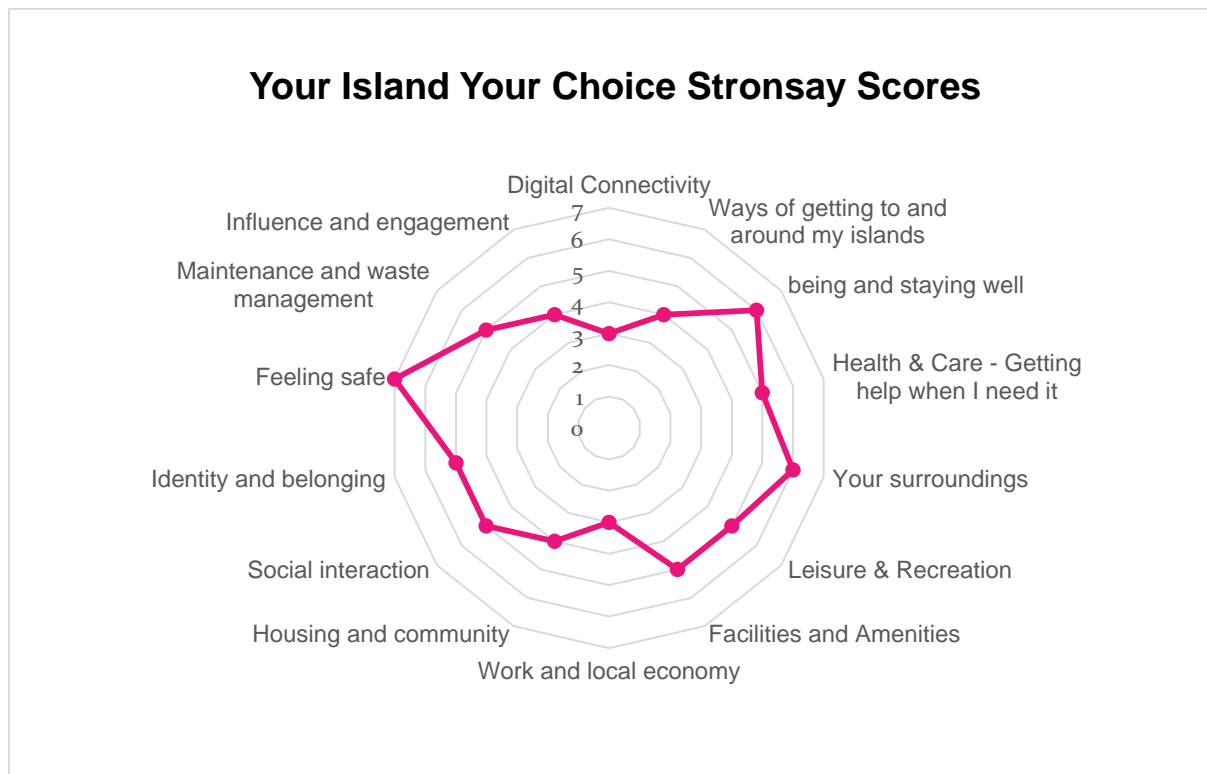 Your Island Your Choice Stronsay Scores
Digital Connectivity
Ways of getting to and
around my islands
being and staying well
Health & Care - Getting
help when I need it
Your surroundings
Leisure & Recreation
Facilities and Amenities
Work and local economy
Housing and community
Social interaction
Identity and belonging
Feeling safe
Maintenance and waste
management
Influence and engagement
7
6
5
4
3
2
1
0